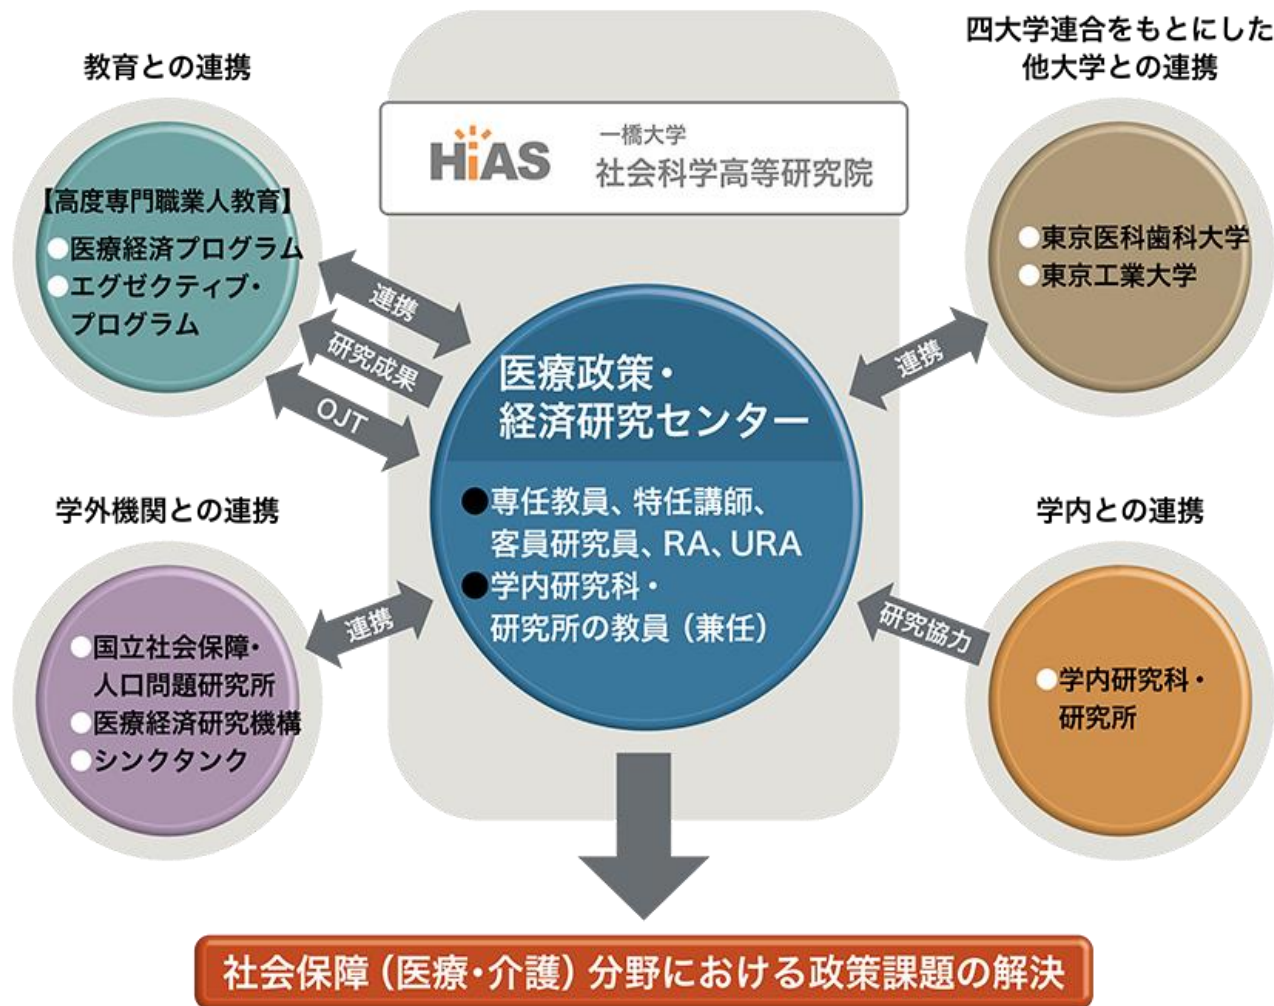 教育との連携
【高度専門職業人教育】
●医療経済プログラム
●エグゼクティブ・
プログラム
四大学連合をもとにした
他大学との連携
●東京医科歯科大学
●東京工業大学
HiAS
一橋大学
社会科学高等研究院
連携
研究成果
OJT
連携
医療政策・
経済研究センター
●専任教員、特任講師、
客員研究員、RA、URA
●学内研究科・
研究所の教員（兼任）
学外機関との連携
●国立社会保障・
人口問題研究所
●医療経済研究機構
●シンクタンク
連携
学内との連携
研究協力
●学内研究科・
研究所
社会保障（医療・介護）分野における政策課題の解決